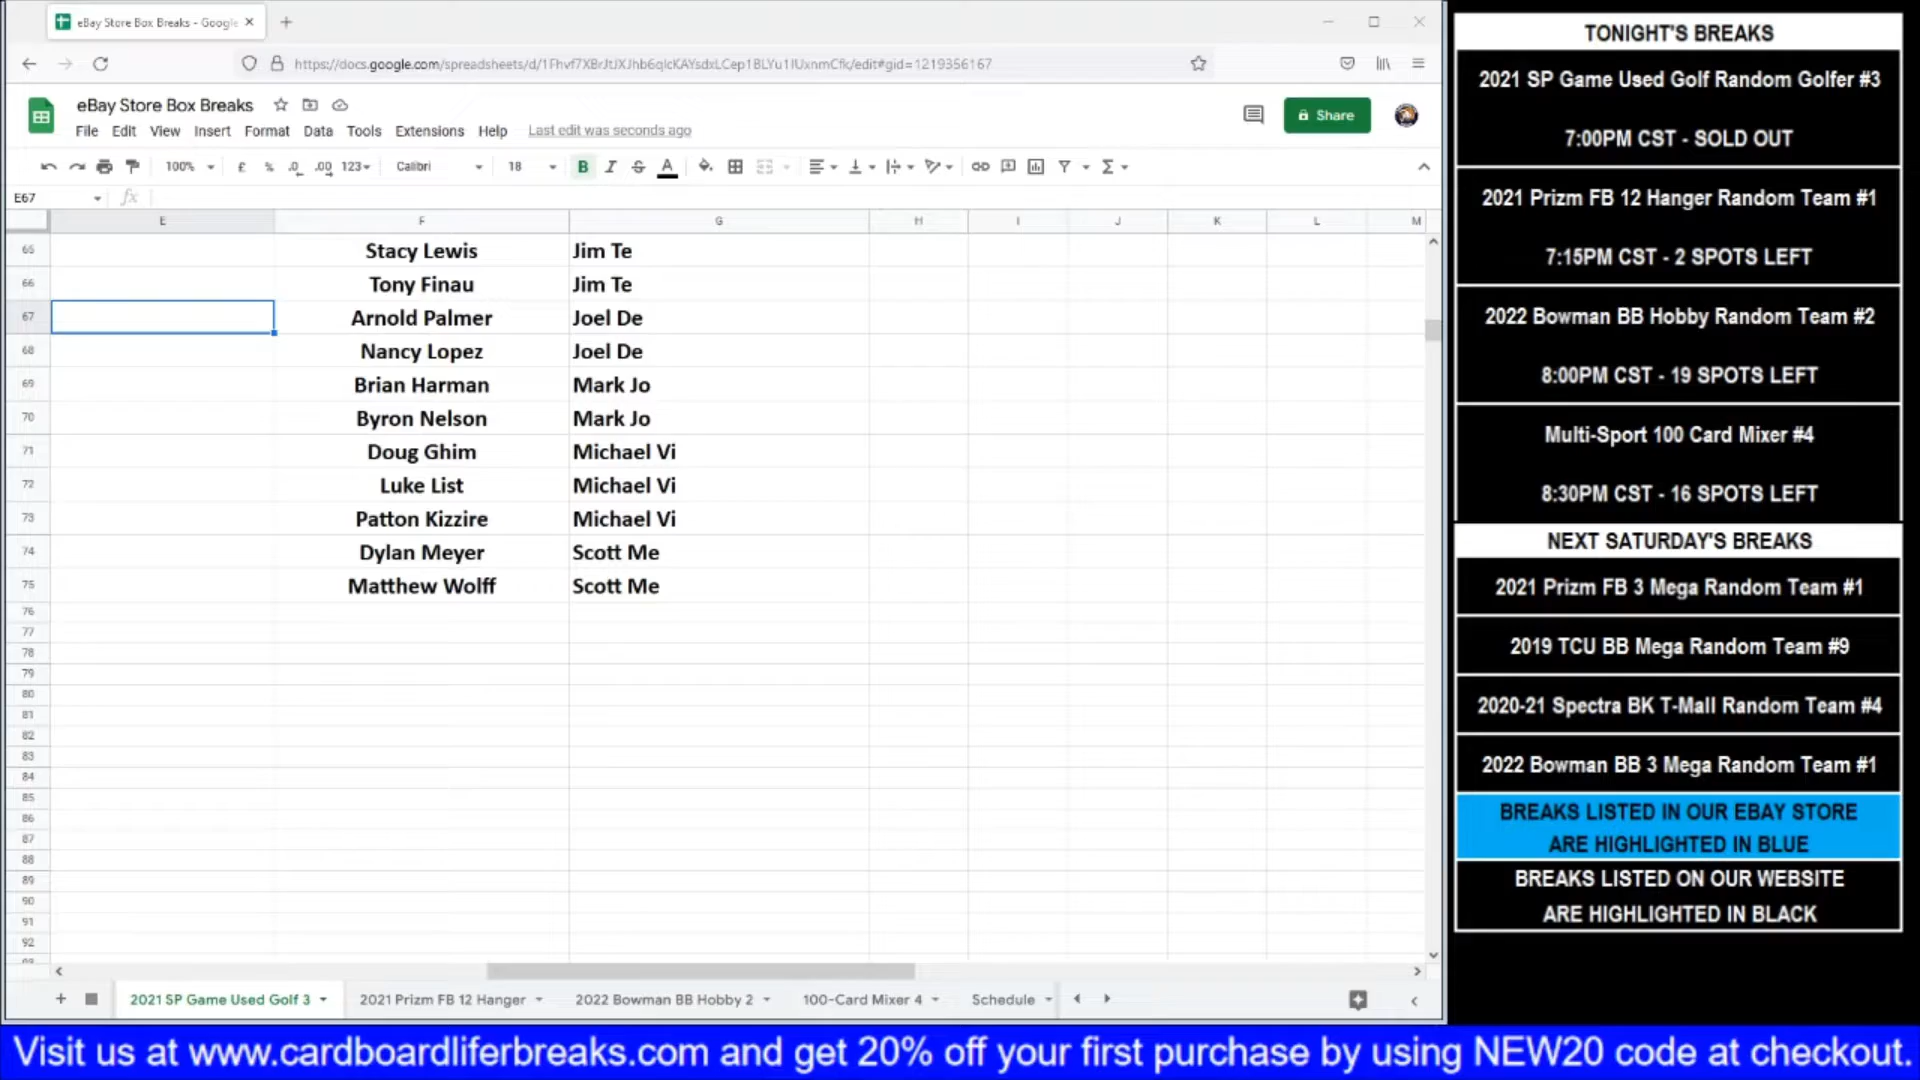 eBay Store Box Breaks - Google
https://docs.google.com/spreadsheets/d/
eBay Store Box Breaks
File Edit View Insert Format Data Tools Extensions Help Last edit was seconds ago
Share
100% £ % .0 .00 123 Calibri 18 B I S A
E67 fx
E F G H I J K L M
65 Stacy Lewis Jim Te
66 Tony Finau Jim Te
67 Arnold Palmer Joel De
68 Nancy Lopez Joel De
69 Brian Harman Mark Jo
70 Byron Nelson Mark Jo
71 Doug Ghim Michael Vi
72 Luke List Michael Vi
73 Patton Kizzire Michael Vi
74 Dylan Meyer Scott Me
75 Matthew Wolff Scott Me
76
77
78
79
80
81
82
83
84
85
86
87
88
89
90
91
92
2021 SP Game Used Golf 3 2021 Prizm FB 12 Hanger 2022 Bowman BB Hobby 2 100-Card Mixer 4 Schedule
TONIGHT'S BREAKS
2021 SP Game Used Golf Random Golfer #3
7:00PM CST - SOLD OUT
2021 Prizm FB 12 Hanger Random Team #1
7:15PM CST - 2 SPOTS LEFT
2022 Bowman BB Hobby Random Team #2
8:00PM CST - 19 SPOTS LEFT
Multi-Sport 100 Card Mixer #4
8:30PM CST - 16 SPOTS LEFT
NEXT SATURDAY'S BREAKS
2021 Prizm FB 3 Mega Random Team #1
2019 TCU BB Mega Random Team #9
2020-21 Spectra BK T-Mall Random Team #4
2022 Bowman BB 3 Mega Random Team #1
BREAKS LISTED IN OUR EBAY STORE
ARE HIGHLIGHTED IN BLUE
BREAKS LISTED ON OUR WEBSITE
ARE HIGHLIGHTED IN BLACK
Visit us at www.cardboardliferbreaks.com and get 20% off your first purchase by using NEW20 code at checkout.